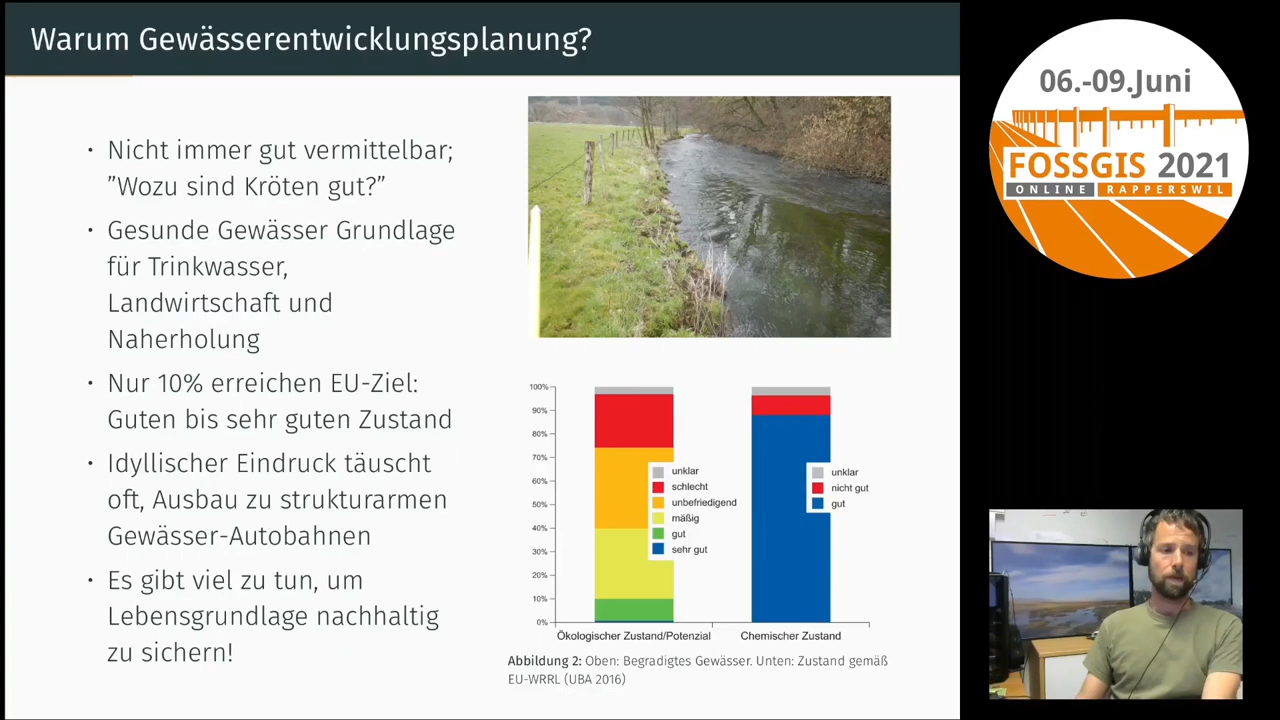 Warum Gewässerentwicklungsplanung?
• Nicht immer gut vermittelbar;
"Wozu sind Kröten gut?"
• Gesunde Gewässer Grundlage
für Trinkwasser,
Landwirtschaft und
Naherholung
• Nur 10% erreichen EU-Ziel:
Guten bis sehr guten Zustand
• Idyllischer Eindruck täuscht
oft, Ausbau zu strukturarmen
Gewässer-Autobahnen
• Es gibt viel zu tun, um
Lebensgrundlage nachhaltig
zu sichern!
100%
90%
80%
70%
60%
50%
40%
30%
20%
10%
0%
unklar
schlecht
unbefriedigend
mäßig
gut
sehr gut
unklar
nicht gut
gut
Ökologischer Zustand/Potenzial
Chemischer Zustand
Abbildung 2: Oben: Begradigtes Gewässer. Unten: Zustand gemäß
EU-WRRL (UBA 2016)
06.-09.Juni
FOSSGIS 2021
ONLINE RAPPERSWIL